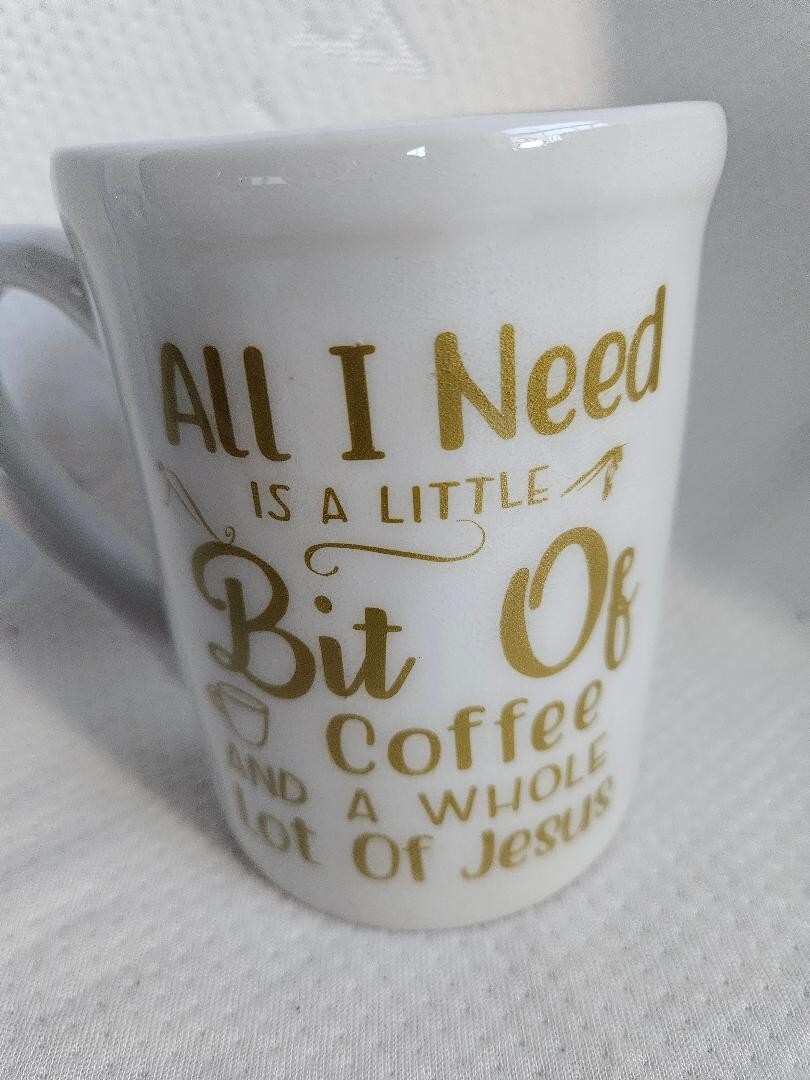 All I Need
IS A LITTLE
Bit Of
Coffee
AND A WHOLE
Lot Of Jesus